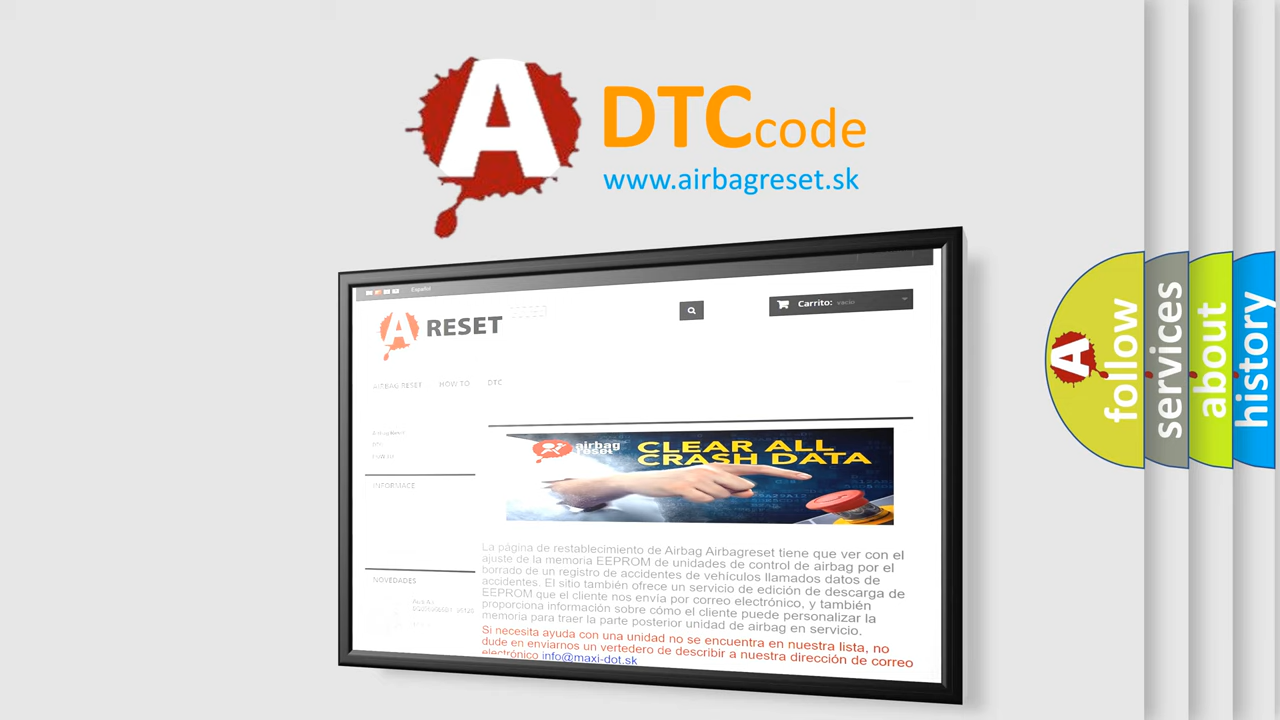 A
DTC code
www.airbagreset.sk
Español
A RESET
Carrito: vacío
AIRBAG RESET HOW TO DTC
INFORMACE
NOVEDADES
airbag
reset
CLEAR ALL
CRASH DATA
La página de restablecimiento de Airbag Airbagreset tiene que ver con el
ajuste de la memoria EEPROM de unidades de control de airbag por el
borrado de un registro de accidentes de vehículos llamados datos de
accidentes. El sitio también ofrece un servicio de edición de descarga de
EEPROM que el cliente nos envía por correo electrónico, y también
proporciona información sobre cómo el cliente puede personalizar la
memoria para traer la parte posterior unidad de airbag en servicio.
Si necesita ayuda con una unidad no se encuentra en nuestra lista, no
dude en enviarnos un vertedero de describir a nuestra dirección de correo
electrónico info@maxi-dot.sk
A
follow
services
about
history